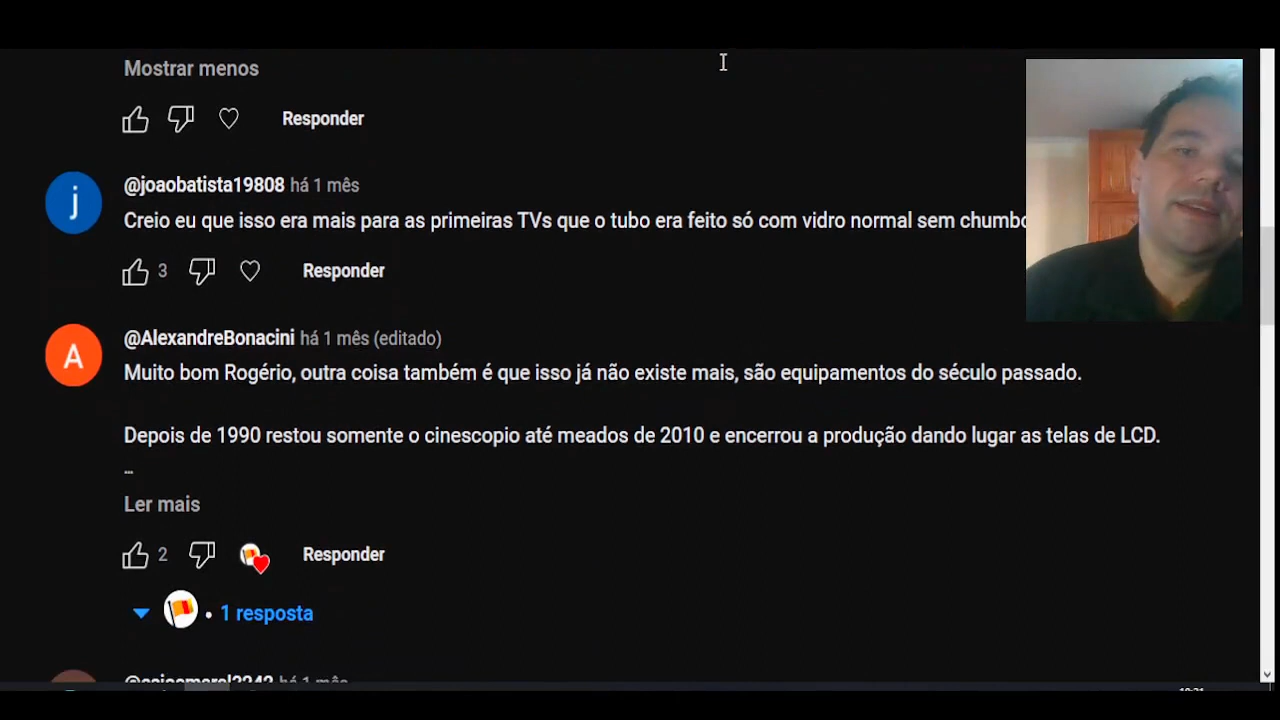 Mostrar menos
Responder
j
@joaobatista19808 há 1 mês
Creio eu que isso era mais para as primeiras TVs que o tubo era feito só com vidro normal sem chumbo
3 Responder
A
@AlexandreBonacini há 1 mês (editado)
Muito bom Rogério, outra coisa também é que isso já não existe mais, são equipamentos do século passado.
Depois de 1990 restou somente o cinescopio até meados de 2010 e encerrou a produção dando lugar as telas de LCD.
...
Ler mais
2 Responder
• 1 resposta
há 1 mês